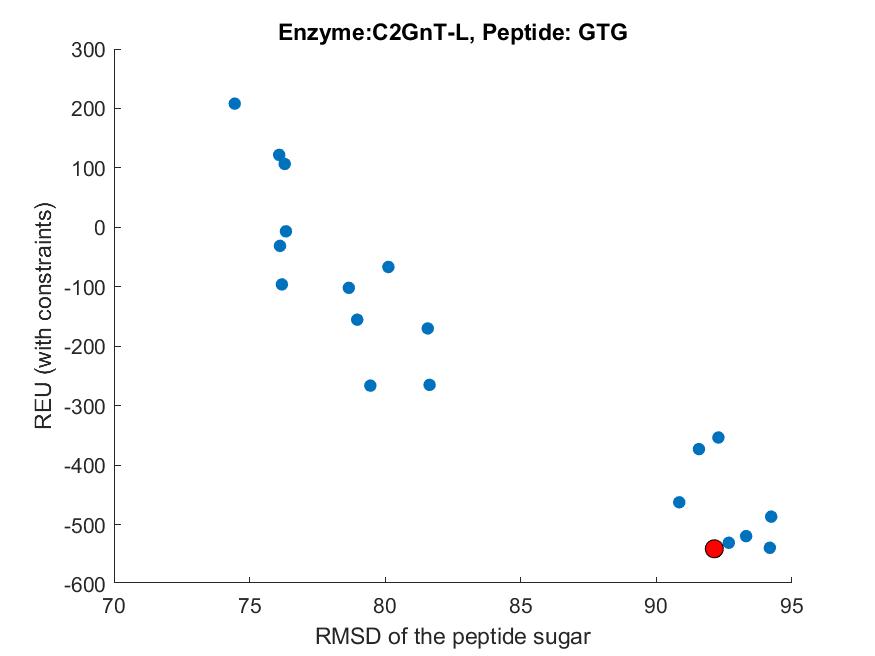 Enzyme:C2GnT-L, Peptide: GTG
300
200
100
0
-100
-200
-300
-400
-500
-600
REU (with constraints)
70 75 80 85 90 95
RMSD of the peptide sugar